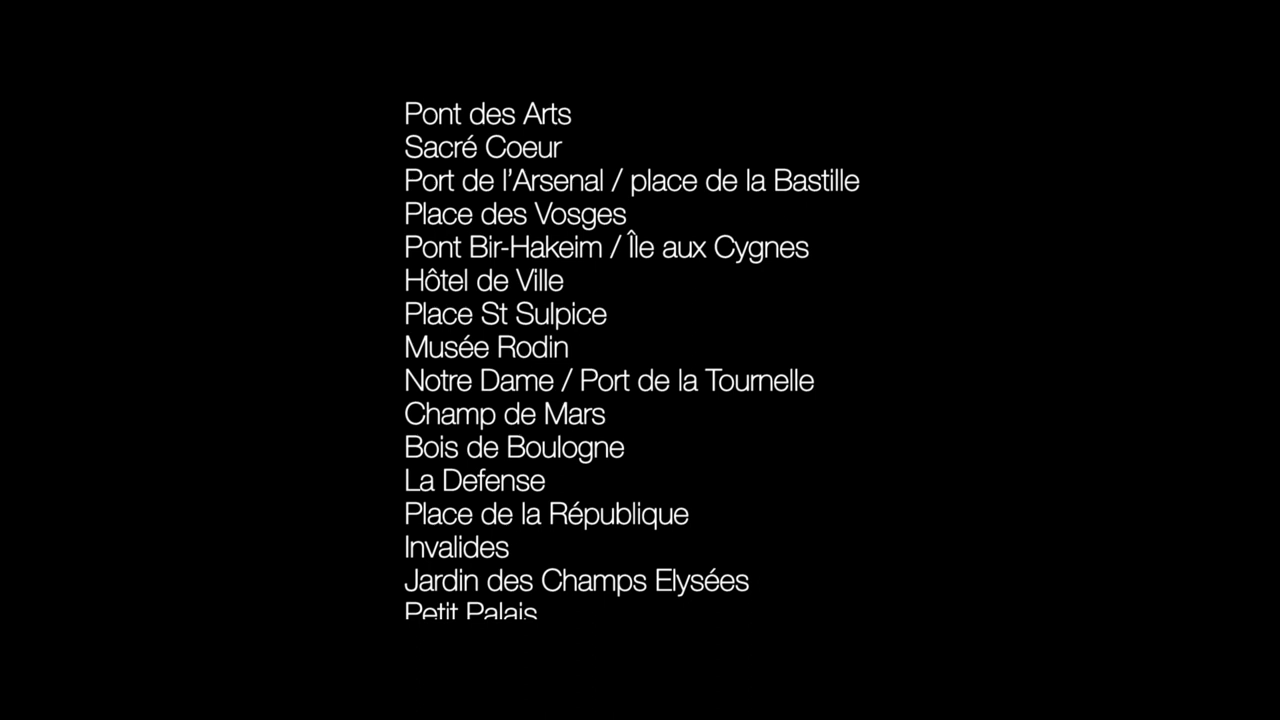 Pont des Arts
Sacré Coeur
Port de l’Arsenal / place de la Bastille
Place des Vosges
Pont Bir-Hakeim / Île aux Cygnes
Hôtel de Ville
Place St Sulpice
Musée Rodin
Notre Dame / Port de la Tournelle
Champ de Mars
Bois de Boulogne
La Defense
Place de la République
Invalides
Jardin des Champs Elysées
Petit Palais